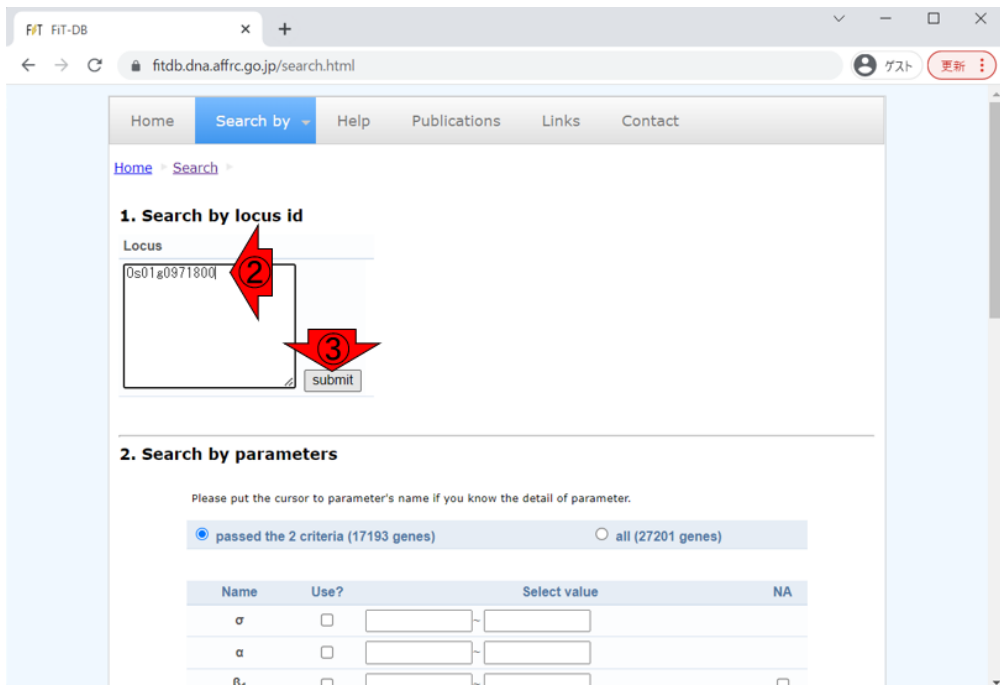 FiT FiT-DB
fitdb.dna.affrc.go.jp/search.html ゲスト 更新
Home Search by Help Publications Links Contact
Home Search
1. Search by locus id
Locus
Os01g0971800 ②
③
submit
2. Search by parameters
Please put the cursor to parameter's name if you know the detail of parameter.
passed the 2 criteria (17193 genes) all (27201 genes)
Name Use? Select value NA
σ ~
α ~
β₁ ~